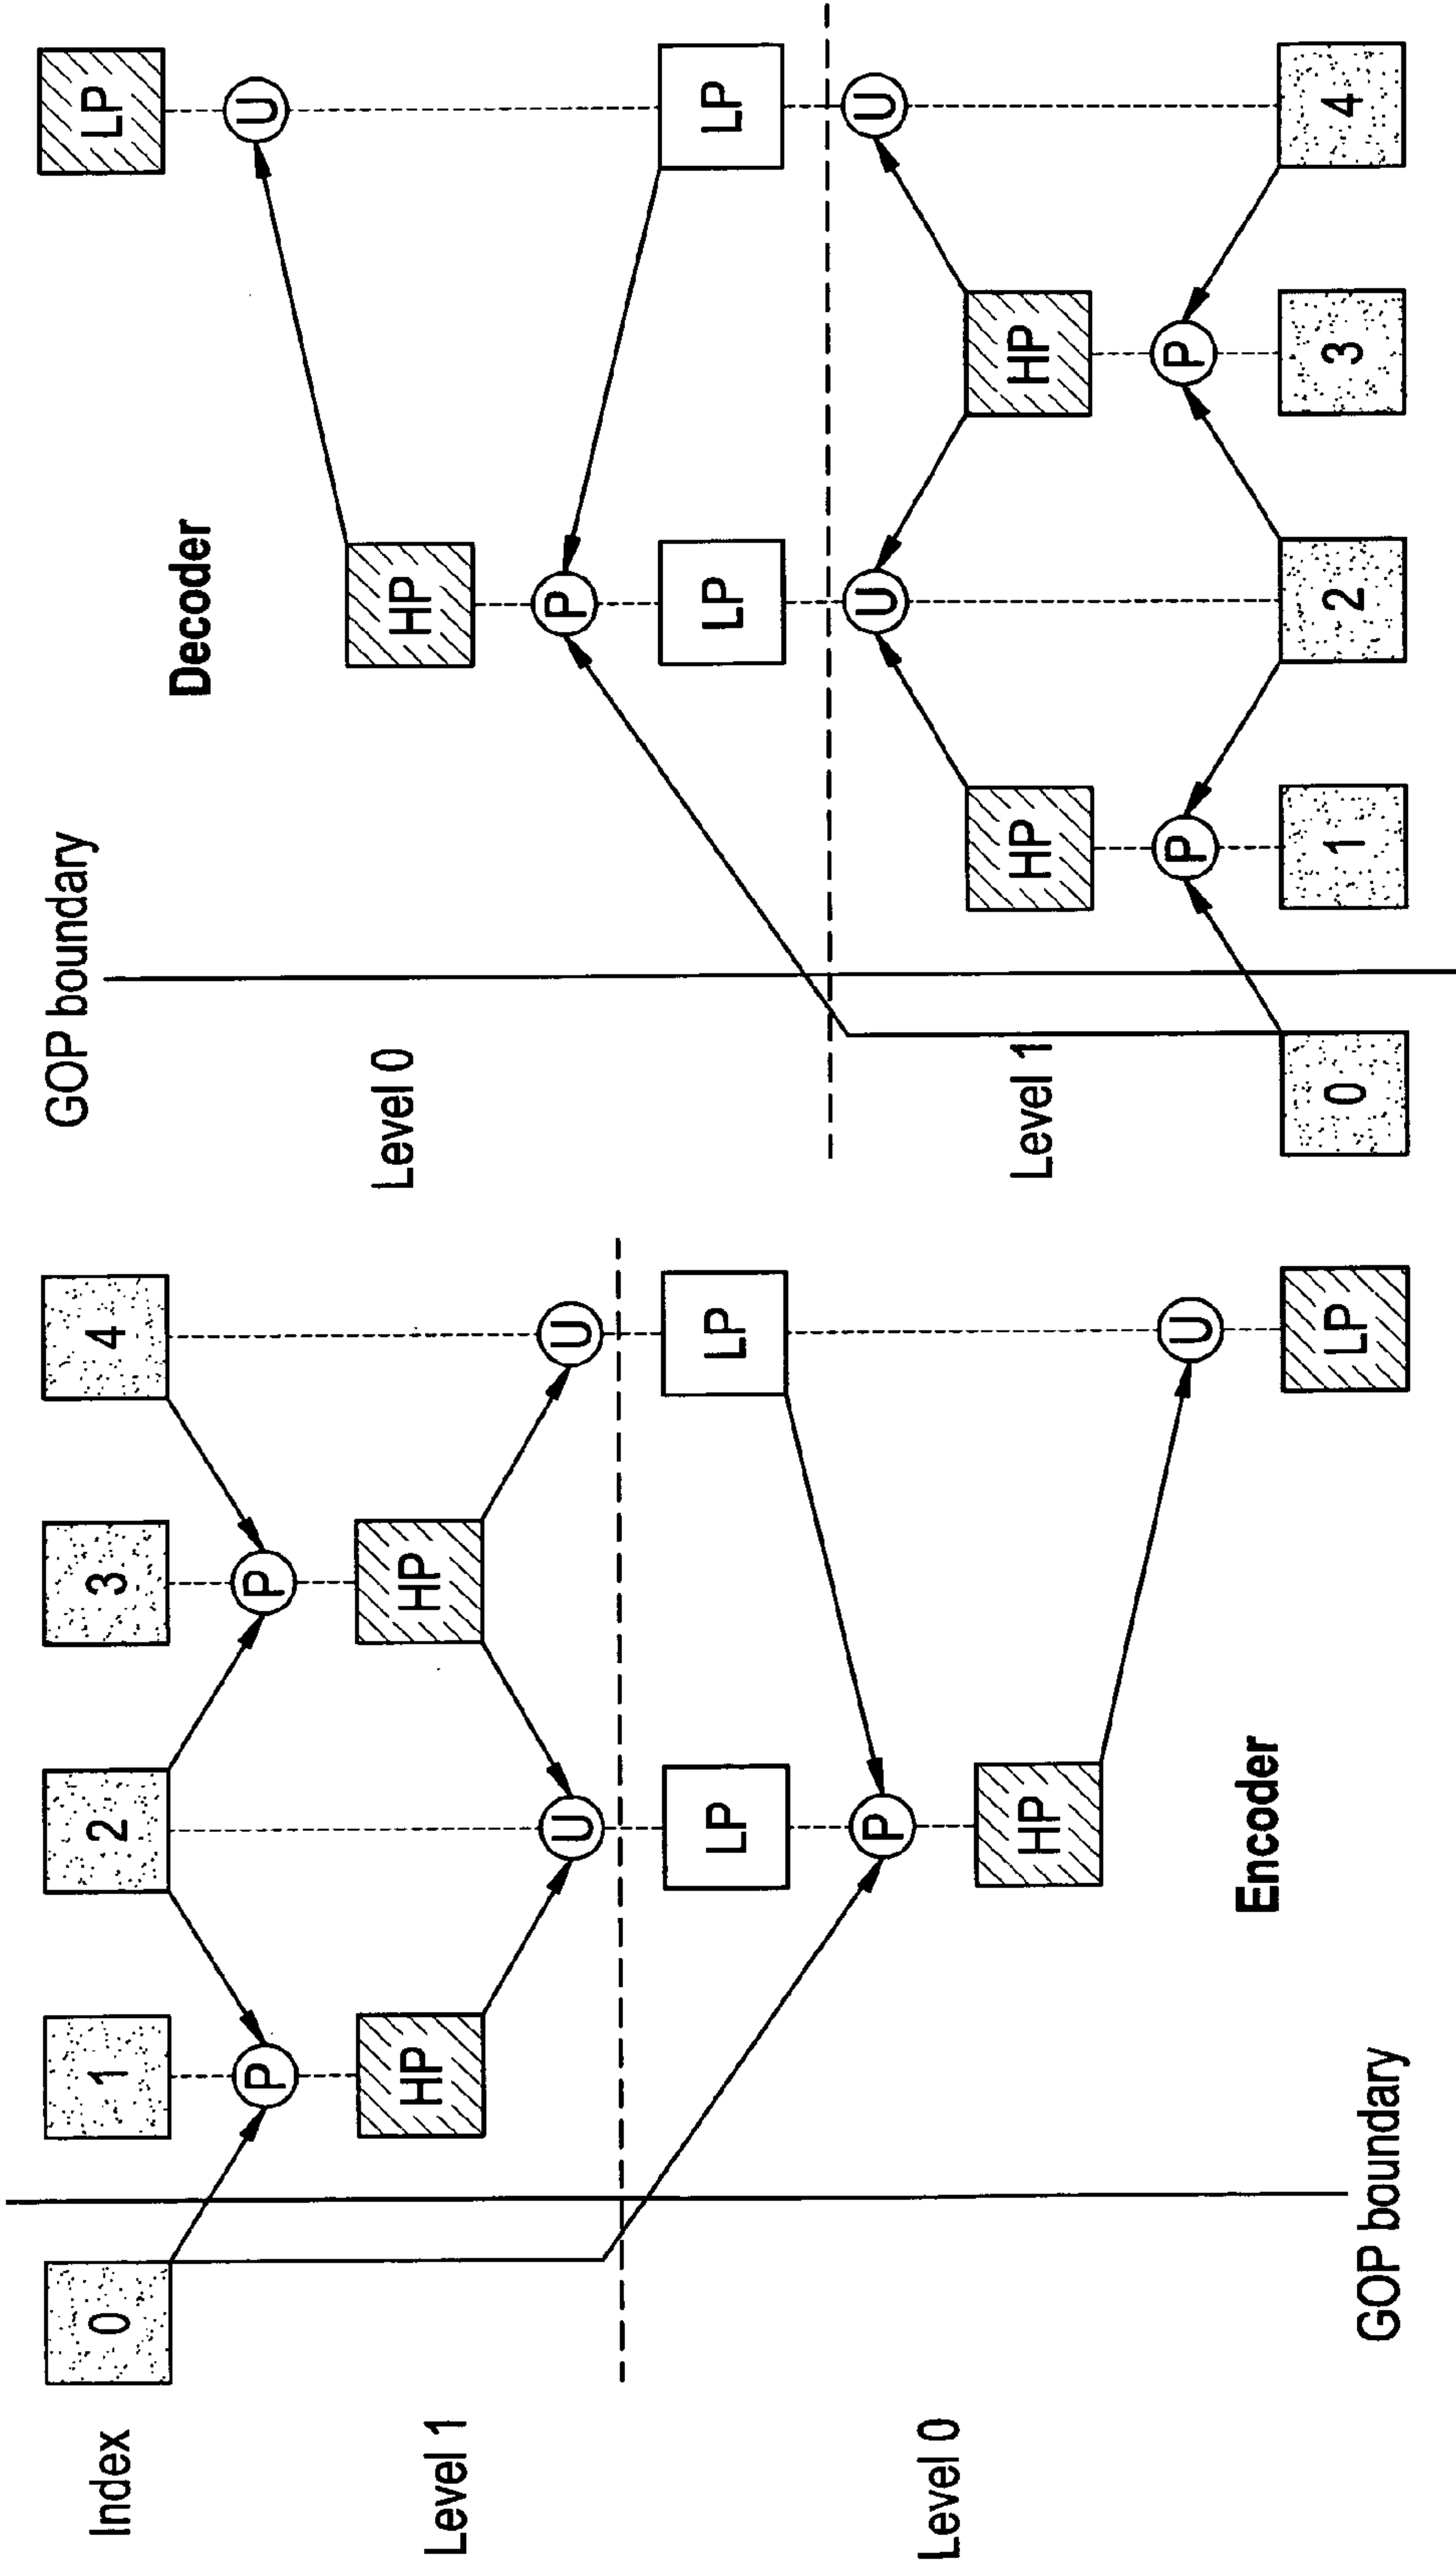 Index
0
1
2
3
4
P
P
Level 1
HP
HP
U
U
LP
LP
Level 0
P
HP
U
Encoder
LP
GOP boundary
GOP boundary
LP
Decoder
U
Level 0
HP
P
LP
LP
U
U
Level 1
HP
HP
P
P
0
1
2
3
4